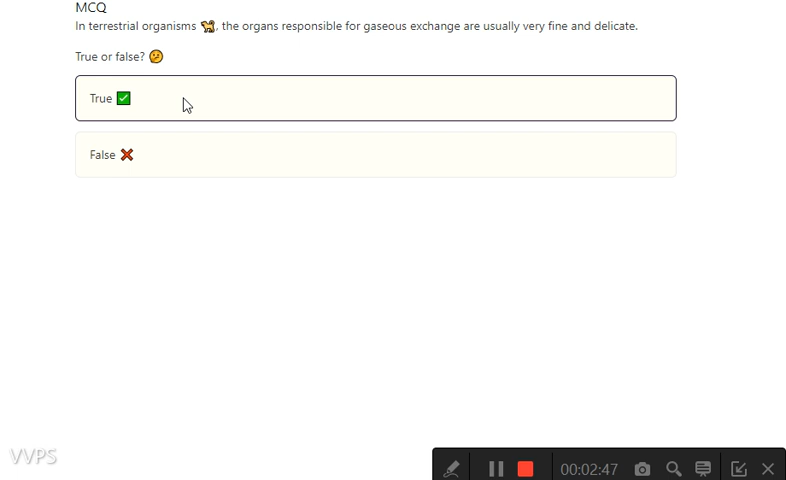 MCQ
In terrestrial organisms 🐕, the organs responsible for gaseous exchange are usually very fine and delicate.
True or false? 🤔
True ✅
False ❌
VVPS
00:02:47